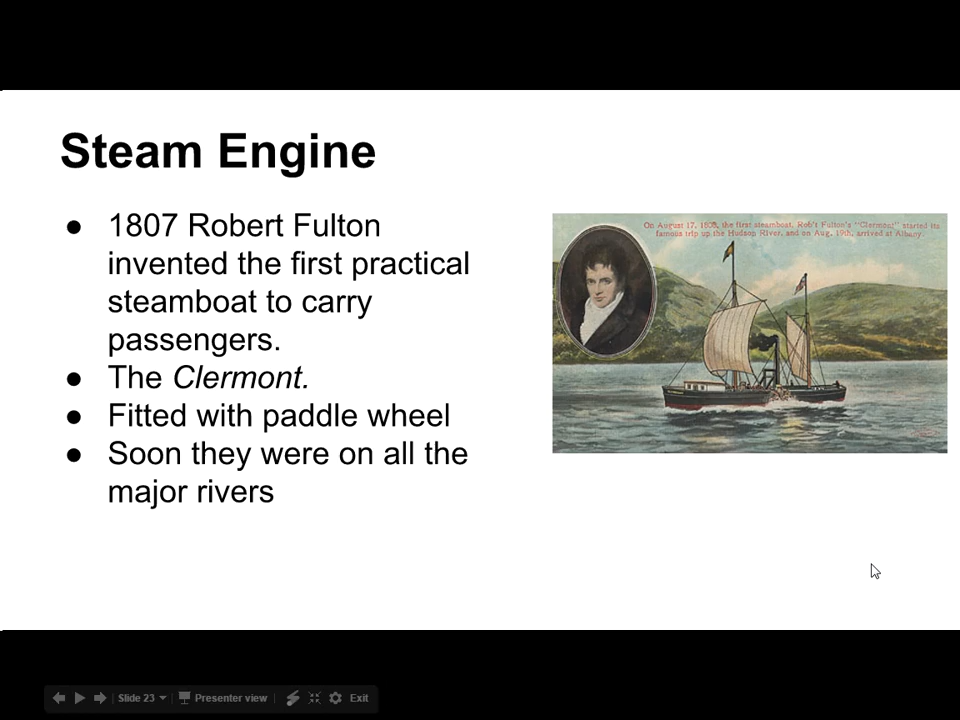 Steam Engine
● 1807 Robert Fulton
invented the first practical
steamboat to carry
passengers.
● The Clermont.
● Fitted with paddle wheel
● Soon they were on all the
major rivers
On August 17, 1808, the first steamboat, Rob't Fulton's "Clermont" started its
famous trip up the Hudson River, and on Aug. 19th, arrived at Albany.
Slide 23 Presenter view Exit